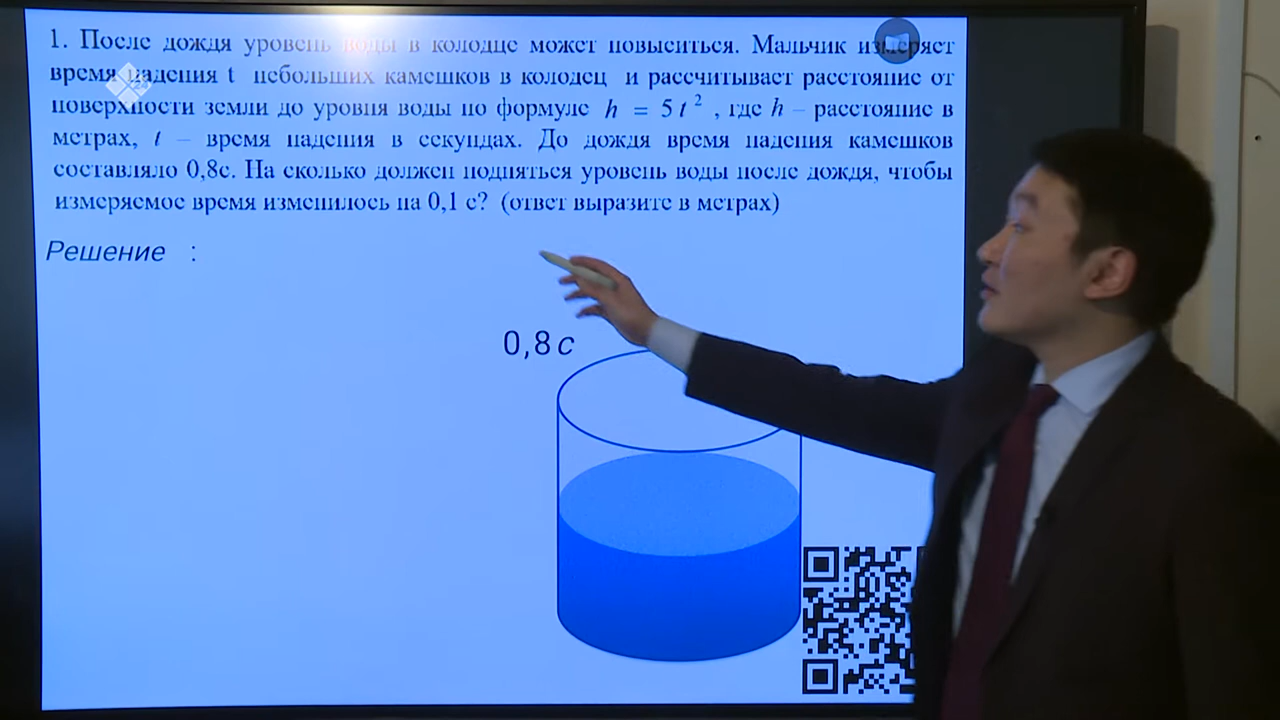 1. После дождя уровень воды в колодце может повыситься. Мальчик измеряет
время падения t небольших камешков в колодец и рассчитывает расстояние от
поверхности земли до уровня воды по формуле h = 5t², где h – расстояние в
метрах, t – время падения в секундах. До дождя время падения камешков
составляло 0,8с. На сколько должен подняться уровень воды после дождя, чтобы
измеряемое время изменилось на 0,1 с? (ответ выразите в метрах)
Решение :
0,8с